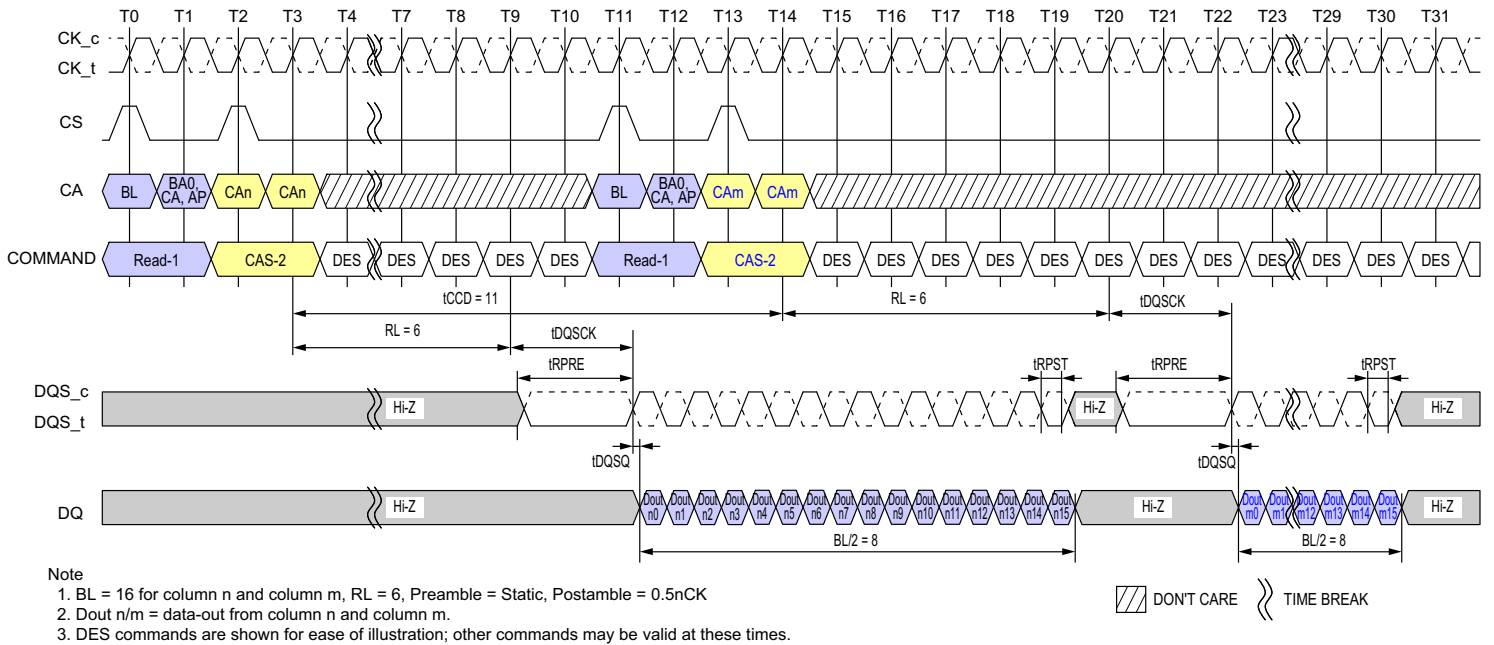 T0 T1 T2 T3 T4 T7 T8 T9 T10 T11 T12 T13 T14 T15 T16 T17 T18 T19 T20 T21 T22 T23 T29 T30 T31
CK_c
CK_t
CS
CA BL BA0, CA, AP CAn CAn BL BA0, CA, AP CAm CAm
COMMAND Read-1 CAS-2 DES DES DES DES DES Read-1 CAS-2 DES DES DES DES DES DES DES DES DES DES DES DES
tCCD = 11 RL = 6 tDQSCK
RL = 6 tDQSCK
tRPRE tRPST tRPRE tRPST
DQS_c
DQS_t
Hi-Z Hi-Z Hi-Z
tDQSQ tDQSQ
DQ Hi-Z Dout n0 Dout n1 Dout n2 Dout n3 Dout n4 Dout n5 Dout n6 Dout n7 Dout n8 Dout n9 Dout n10 Dout n11 Dout n12 Dout n13 Dout n14 Dout n15 Hi-Z Dout m0 Dout m1 Dout m12 Dout m13 Dout m14 Dout m15 Hi-Z
BL/2 = 8 BL/2 = 8
Note
1. BL = 16 for column n and column m, RL = 6, Preamble = Static, Postamble = 0.5nCK
2. Dout n/m = data-out from column n and column m.
3. DES commands are shown for ease of illustration; other commands may be valid at these times.
DON'T CARE TIME BREAK